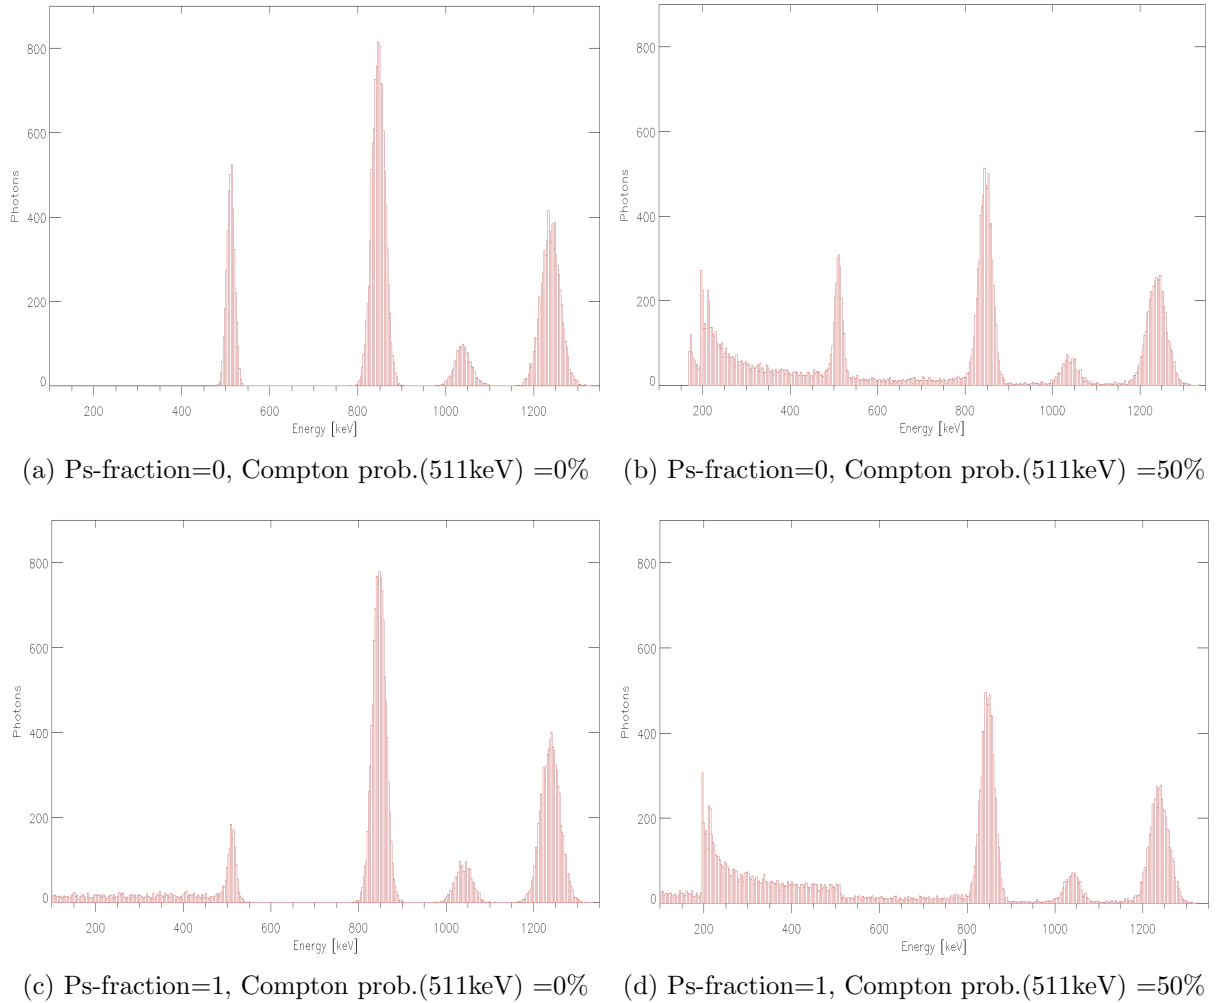 800
600
400
200
0
Photons
200 400 600 800 1000 1200
Energy [keV]
800
600
400
200
0
Photons
200 400 600 800 1000 1200
Energy [keV]
(a) Ps-fraction=0, Compton prob.(511keV) =0%
(b) Ps-fraction=0, Compton prob.(511keV) =50%
800
600
400
200
0
Photons
200 400 600 800 1000 1200
Energy [keV]
800
600
400
200
0
Photons
200 400 600 800 1000 1200
Energy [keV]
(c) Ps-fraction=1, Compton prob.(511keV) =0%
(d) Ps-fraction=1, Compton prob.(511keV) =50%